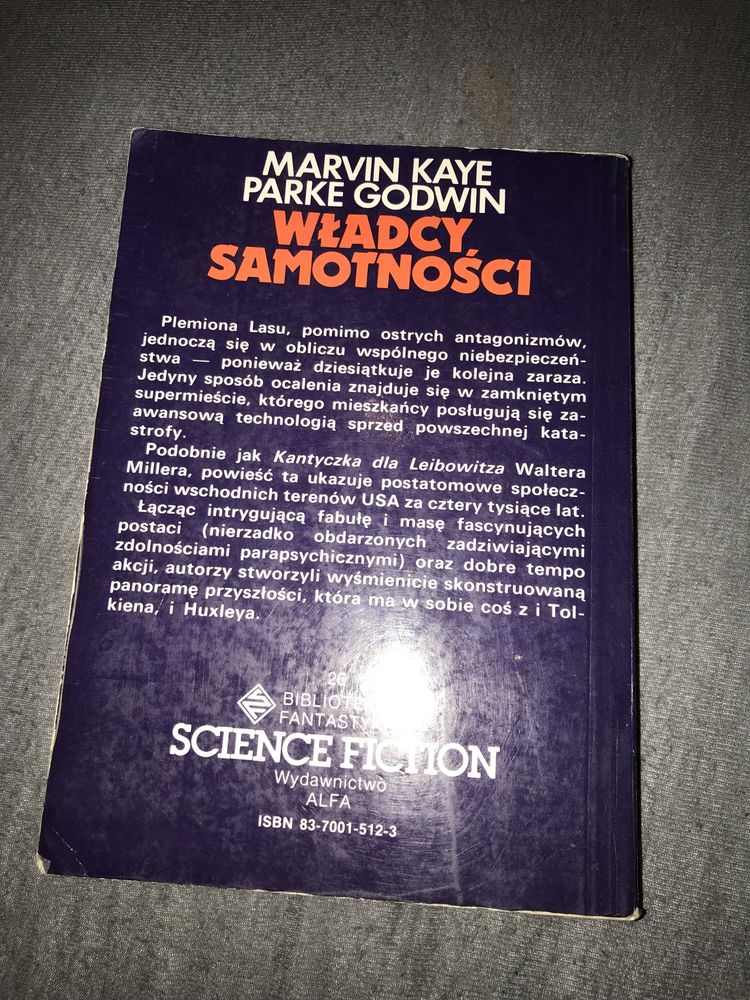 MARVIN KAYE
PARKE GODWIN
WŁADCY
SAMOTNOŚCI
Plemiona Lasu, pomimo ostrych antagonizmów,
jednoczą się w obliczu wspólnego niebezpieczeń-
stwa — ponieważ dziesiątkuje je kolejna zaraza.
Jedyny sposób ocalenia znajduje się w zamkniętym
supermieście, którego mieszkańcy posługują się za-
awansową technologią sprzed powszechnej kata-
strofy.
Podobnie jak Kantyczka dla Leibowitza Waltera
Millera, powieść ta ukazuje postatomowe społecz-
ności wschodnich terenów USA za cztery tysiące lat.
Łącząc intrygującą fabułę i masę fascynujących
postaci (nierzadko obdarzonych zadziwiającymi
zdolnościami parapsychicznymi) oraz dobre tempo
akcji, autorzy stworzyli wyśmienicie skonstruowaną
panoramę przyszłości, która ma w sobie coś z i Tol-
kiena, i Huxleya.
26
SCIENCE FICTION
Wydawnictwo
ALFA
ISBN 83-7001-512-3